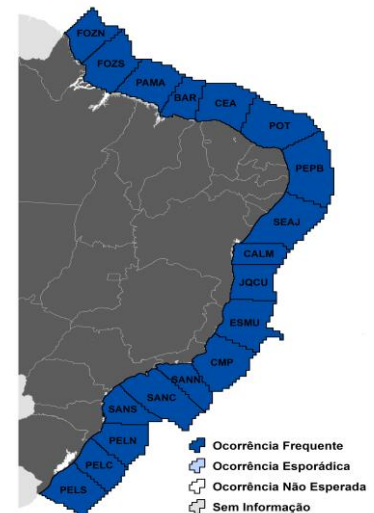 FOZN
FOZS
PAMA
BAR
CEA
POT
PEPB
SEAJ
CALM
JQCU
ESMU
CMP
SANN
SANC
SANS
PELN
PELC
PELS
Ocorrência Frequente
Ocorrência Esporádica
Ocorrência Não Esperada
Sem Informação